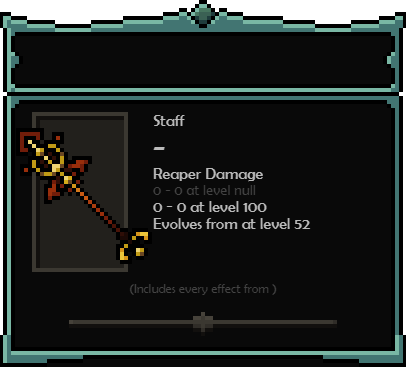 Staff
–
Reaper Damage
0 - 0 at level null
0 - 0 at level 100
Evolves from at level 52
(Includes every effect from )